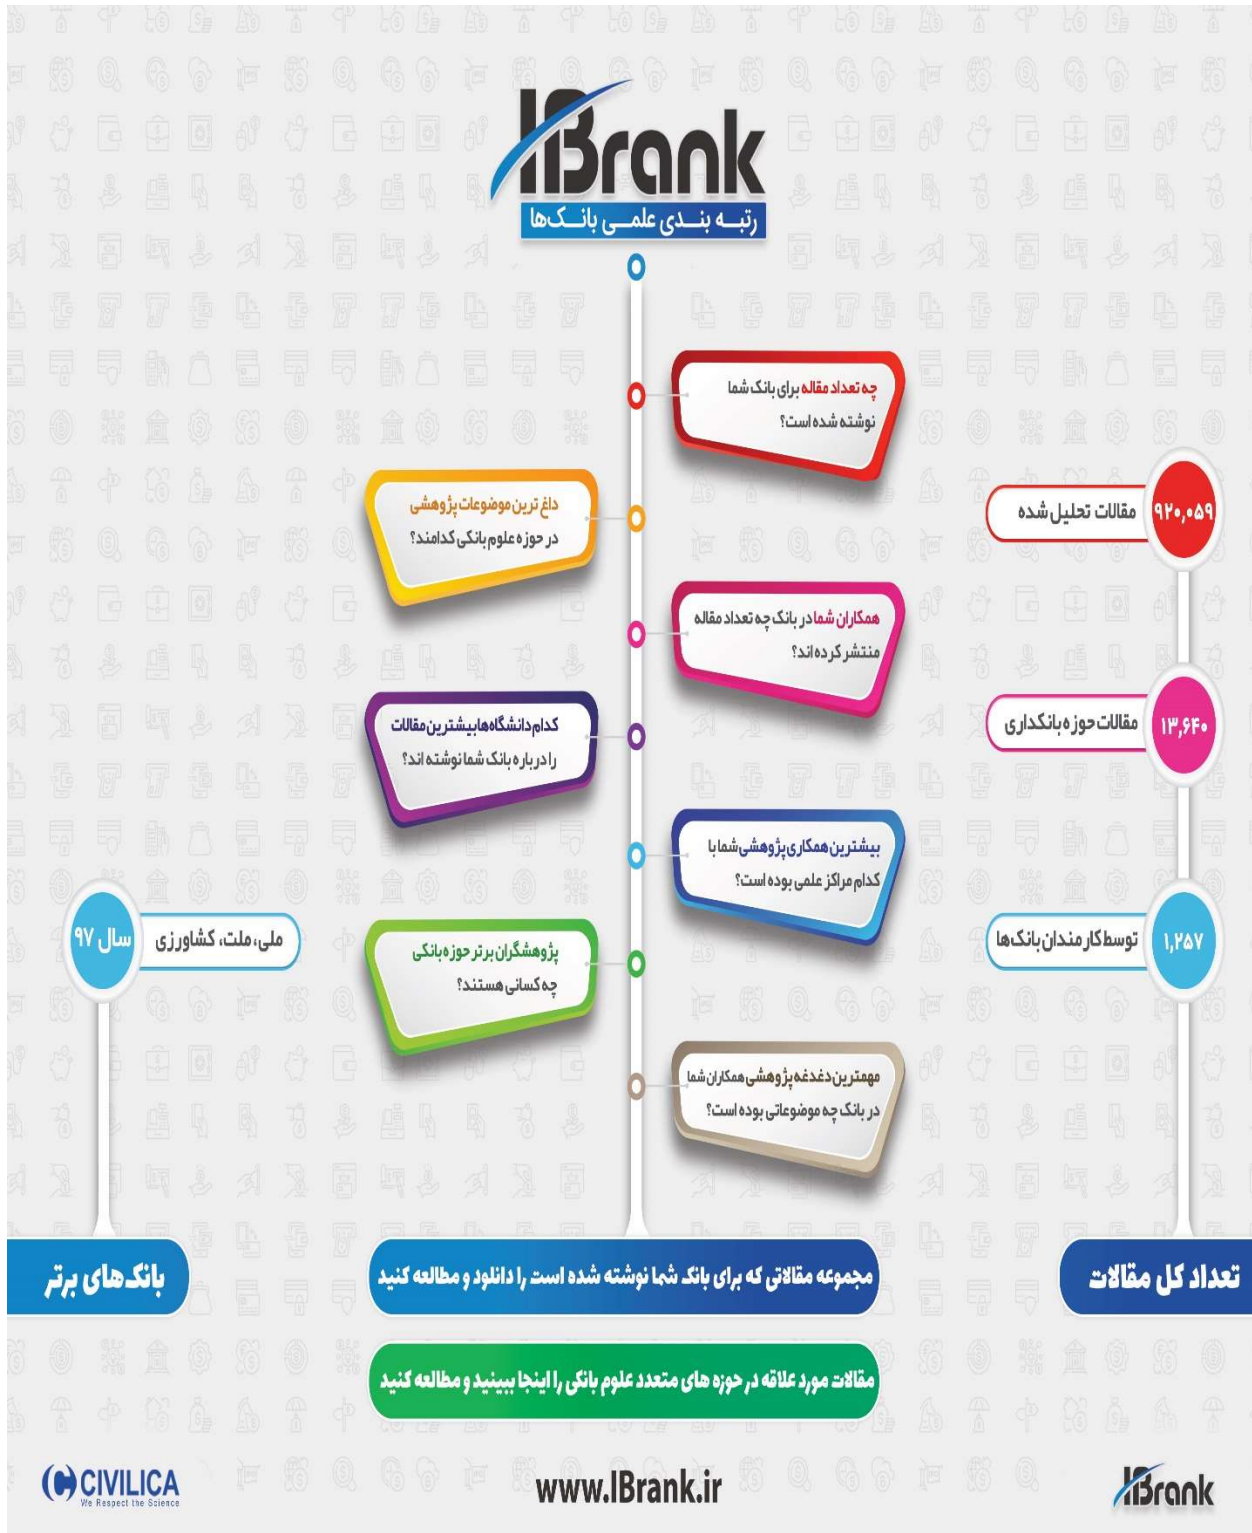 IBrank
رتبه بندی علمی بانک‌ها
چه تعداد مقاله برای بانک شما
نوشته شده است؟
داغ ترین موضوعات پژوهشی
در حوزه علوم بانکی کدامند؟
همکاران شما در بانک چه تعداد مقاله
منتشر کرده اند؟
کدام دانشگاه‌ها بیشترین مقالات
را در باره بانک شما نوشته اند؟
بیشترین همکاری پژوهشی شما با
کدام مراکز علمی بوده است؟
پژوهشگران برتر حوزه بانکی
چه کسانی هستند؟
مهمترین دغدغه پژوهشی همکاران شما
در بانک چه موضوعاتی بوده است؟
۹۲۰,۰۵۹ مقالات تحلیل شده
۱۳,۶۴۰ مقالات حوزه بانکداری
۱,۲۵۷ توسط کارمندان بانک‌ها
تعداد کل مقالات
ملی، ملت، کشاورزی سال ۹۷
بانک‌های برتر
مجموعه مقالاتی که برای بانک شما نوشته شده است را دانلود و مطالعه کنید
مقالات مورد علاقه در حوزه های متعدد علوم بانکی را اینجا ببینید و مطالعه کنید
CIVILICA
We Respect the Science
www.IBrank.ir
IBrank